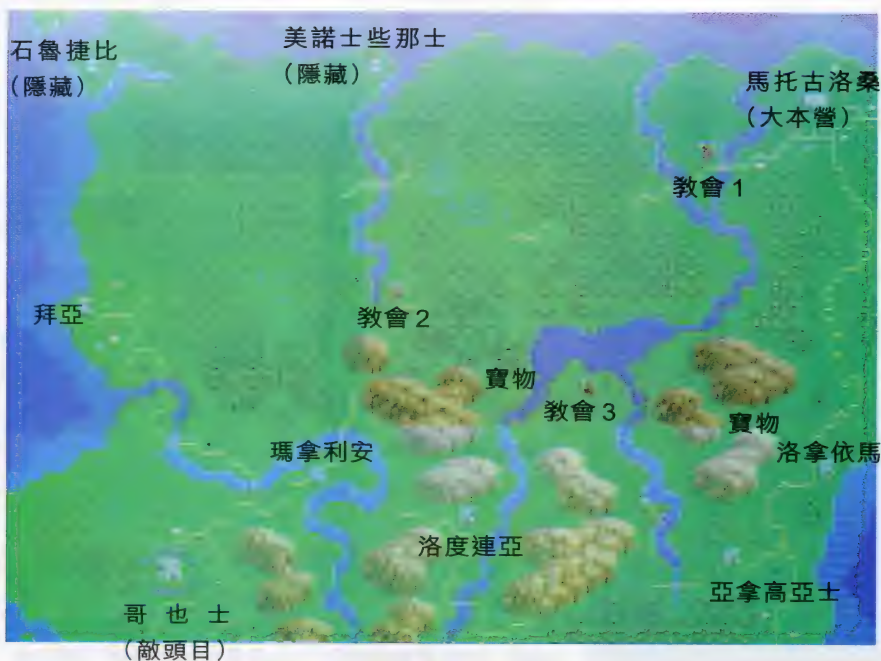 石魯捷比
(隱藏)
美諾士些那士
(隱藏)
馬托古洛桑
(大本營)
教會1
拜亞
教會2
寶物
教會3
寶物
瑪拿利安
洛拿依馬
洛度連亞
亞拿高亞士
哥也士
(敵頭目)